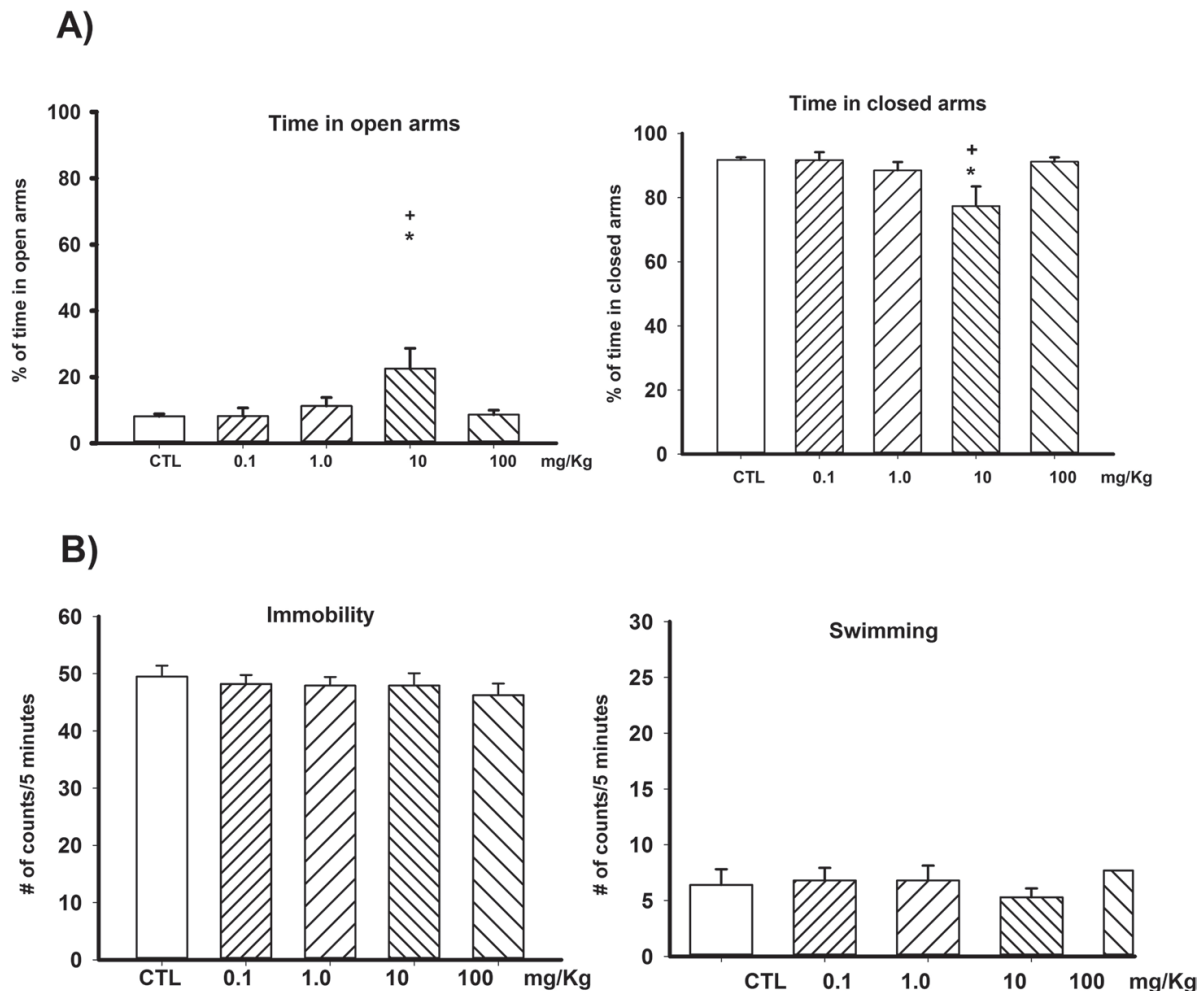 A)
Time in open arms
% of time in open arms
100
80
60
40
20
0
+
*
CTL 0.1 1.0 10 100 mg/Kg
Time in closed arms
% of time in closed arms
100
80
60
40
20
0
+
*
CTL 0.1 1.0 10 100 mg/Kg
B)
Immobility
# of counts/5 minutes
60
50
40
30
20
10
0
CTL 0.1 1.0 10 100 mg/Kg
Swimming
# of counts/5 minutes
30
25
20
15
10
5
0
CTL 0.1 1.0 10 100 mg/Kg